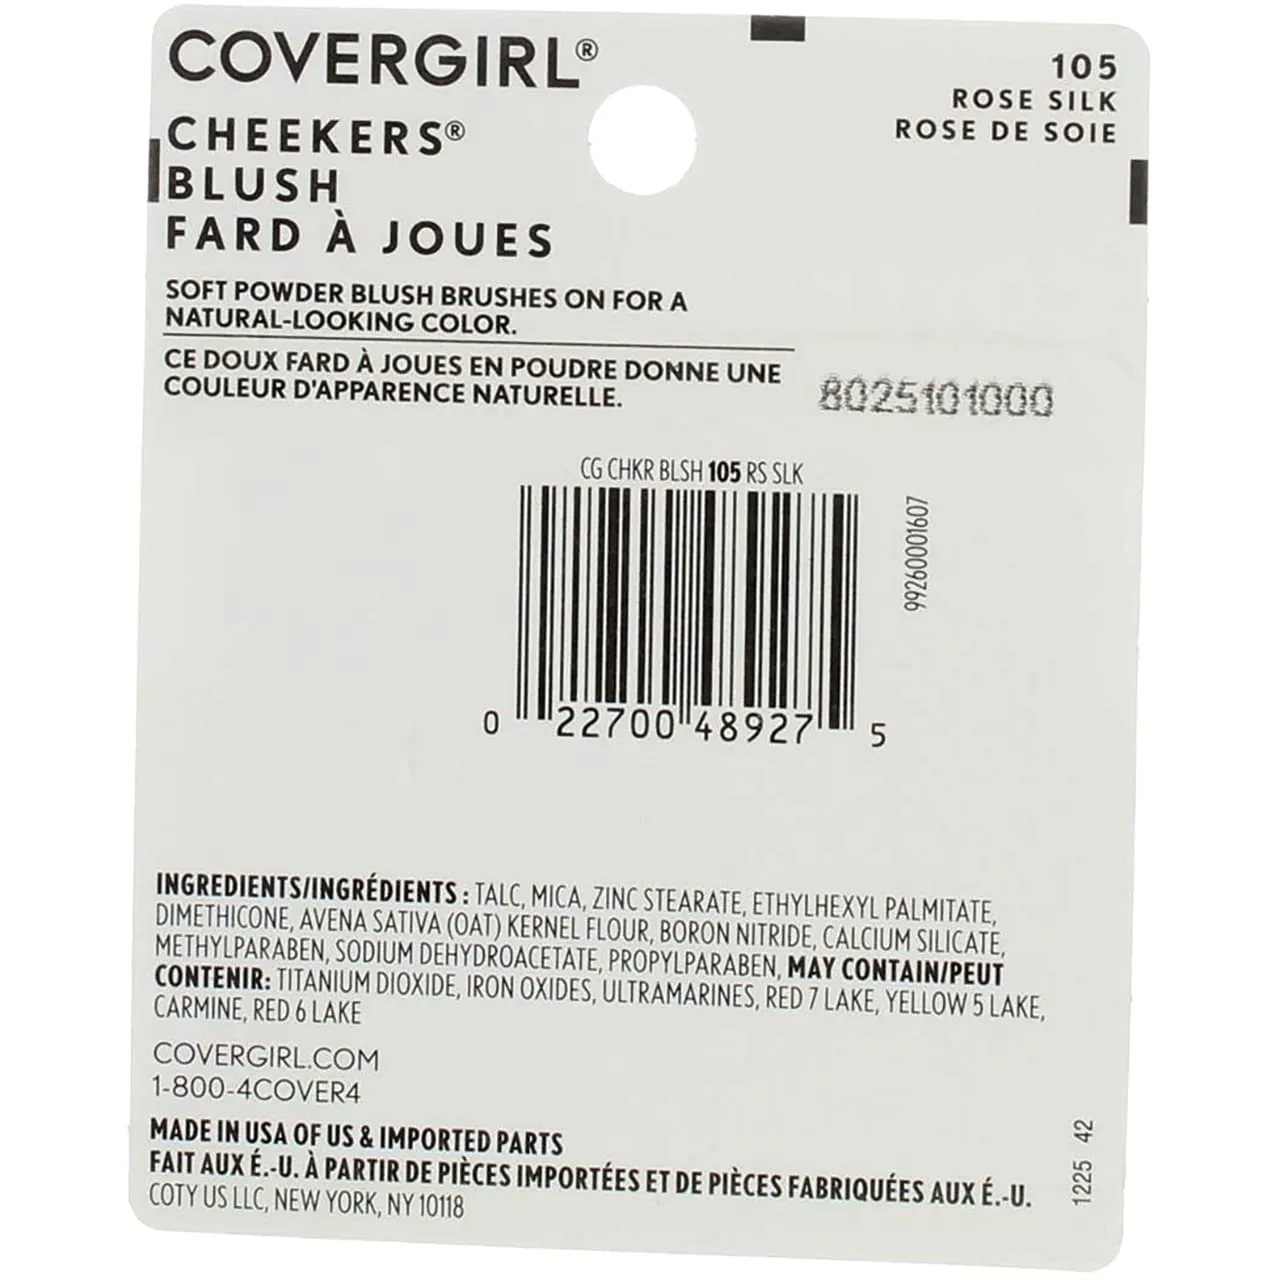 COVERGIRL®
105
ROSE SILK
ROSE DE SOIE
CHEEKERS®
BLUSH
FARD À JOUES
SOFT POWDER BLUSH BRUSHES ON FOR A
NATURAL-LOOKING COLOR.
CE DOUX FARD À JOUES EN POUDRE DONNE UNE
COULEUR D'APPARENCE NATURELLE.
8025101000
CG CHKR BLSH 105 RS SLK
99260001607
0 22700 48927 5
INGREDIENTS/INGRÉDIENTS : TALC, MICA, ZINC STEARATE, ETHYLHEXYL PALMITATE,
DIMETHICONE, AVENA SATIVA (OAT) KERNEL FLOUR, BORON NITRIDE, CALCIUM SILICATE,
METHYLPARABEN, SODIUM DEHYDROACETATE, PROPYLPARABEN, MAY CONTAIN/PEUT
CONTENIR: TITANIUM DIOXIDE, IRON OXIDES, ULTRAMARINES, RED 7 LAKE, YELLOW 5 LAKE,
CARMINE, RED 6 LAKE
COVERGIRL.COM
1-800-4COVER4
MADE IN USA OF US & IMPORTED PARTS
FAIT AUX É.-U. À PARTIR DE PIÈCES IMPORTÉES ET DE PIÈCES FABRIQUÉES AUX É.-U.
COTY US LLC, NEW YORK, NY 10118
1225 42